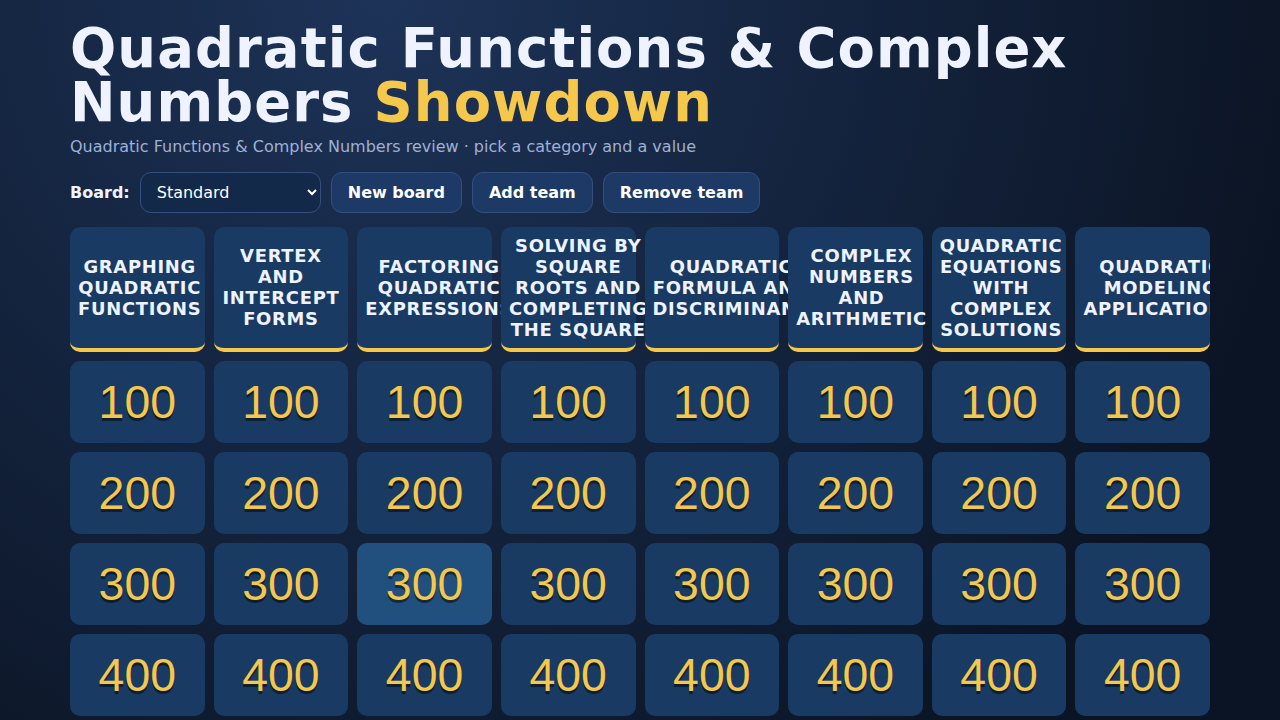 Quadratic Functions & Complex
Numbers Showdown
Quadratic Functions & Complex Numbers review · pick a category and a value
Board: Standard New board Add team Remove team
GRAPHING
QUADRATIC
FUNCTIONS
VERTEX
AND
INTERCEPT
FORMS
FACTORING
QUADRATIC
EXPRESSION
SOLVING BY
SQUARE
ROOTS AND
COMPLETING
THE SQUARE
QUADRATIC
FORMULA AN
DISCRIMINAN
COMPLEX
NUMBERS
AND
ARITHMETIC
QUADRATIC
EQUATIONS
WITH
COMPLEX
SOLUTIONS
QUADRATIC
MODELING
APPLICATIO
100 100 100 100 100 100 100 100
200 200 200 200 200 200 200 200
300 300 300 300 300 300 300 300
400 400 400 400 400 400 400 400